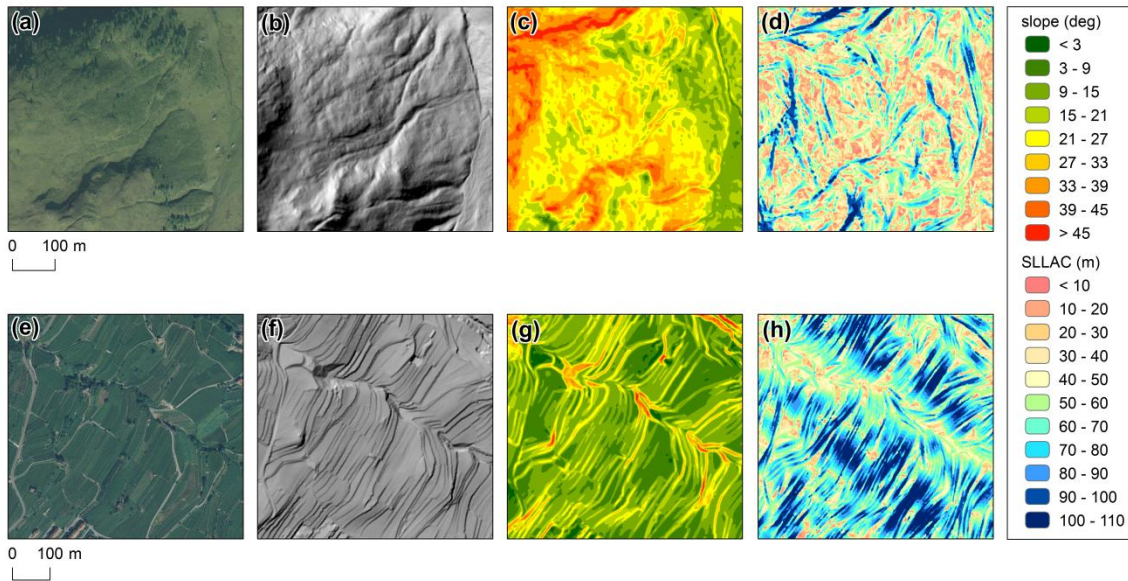 (a)
(b)
(c)
(d)
0 100 m
(e)
(f)
(g)
(h)
0 100 m
slope (deg)
< 3
3 - 9
9 - 15
15 - 21
21 - 27
27 - 33
33 - 39
39 - 45
> 45
SLLAC (m)
< 10
10 - 20
20 - 30
30 - 40
40 - 50
50 - 60
60 - 70
70 - 80
80 - 90
90 - 100
100 - 110